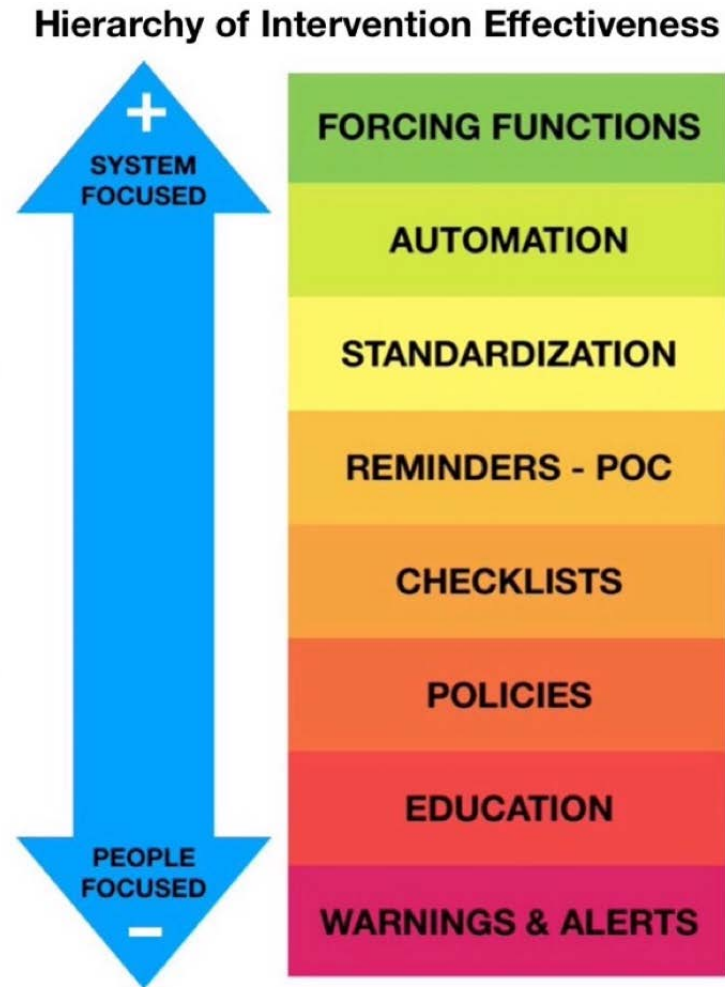 Hierarchy of Intervention Effectiveness
+
SYSTEM
FOCUSED
FORCING FUNCTIONS
AUTOMATION
STANDARDIZATION
REMINDERS - POC
CHECKLISTS
POLICIES
EDUCATION
WARNINGS & ALERTS
PEOPLE
FOCUSED
−